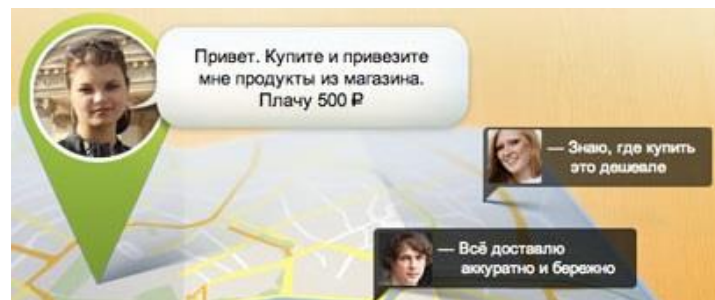 Привет. Купите и привезите
мне продукты из магазина.
Плачу 500 ₽
— Знаю, где купить
это дешевле
— Всё доставлю
аккуратно и бережно